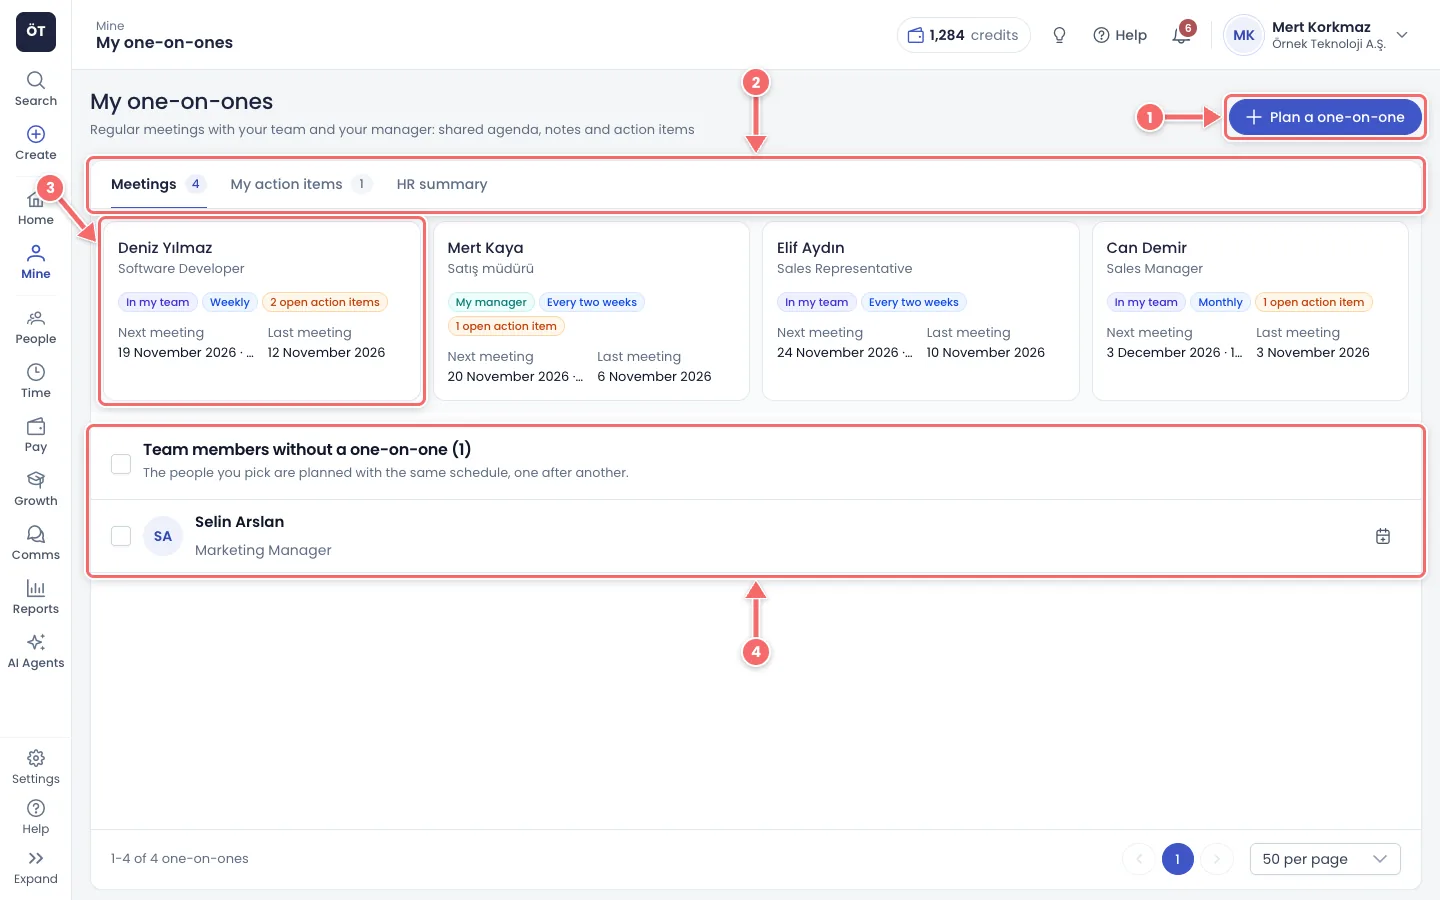 ÖT
Mine
My one-on-ones
1,284 credits
Help
6
MK
Mert Korkmaz
Örnek Teknoloji A.Ş.
Search
Create
Home
Mine
People
Time
Pay
Growth
Comms
Reports
AI Agents
Settings
Help
Expand
My one-on-ones
Regular meetings with your team and your manager: shared agenda, notes and action items
2
1
Plan a one-on-one
3
Meetings 4
My action items 1
HR summary
Deniz Yılmaz
Software Developer
In my team
Weekly
2 open action items
Next meeting
Last meeting
19 November 2026 · ...
12 November 2026
Mert Kaya
Satış müdürü
My manager
Every two weeks
1 open action item
Next meeting
Last meeting
20 November 2026 ·...
6 November 2026
Elif Aydın
Sales Representative
In my team
Every two weeks
Next meeting
Last meeting
24 November 2026 ·...
10 November 2026
Can Demir
Sales Manager
In my team
Monthly
1 open action item
Next meeting
Last meeting
3 December 2026 · 1...
3 November 2026
Team members without a one-on-one (1)
The people you pick are planned with the same schedule, one after another.
SA
Selin Arslan
Marketing Manager
4
1-4 of 4 one-on-ones
1
50 per page